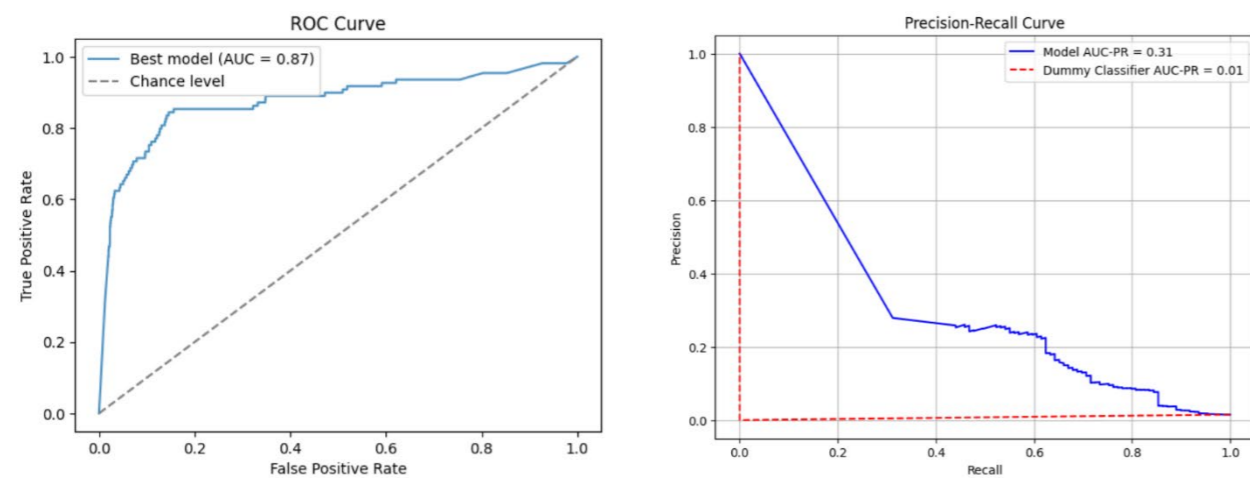 ROC Curve
Best model (AUC = 0.87)
Chance level
1.0
0.8
0.6
0.4
0.2
0.0
True Positive Rate
0.0 0.2 0.4 0.6 0.8 1.0
False Positive Rate
Precision-Recall Curve
Model AUC-PR = 0.31
Dummy Classifier AUC-PR = 0.01
1.0
0.8
0.6
0.4
0.2
0.0
Precision
0.0 0.2 0.4 0.6 0.8 1.0
Recall